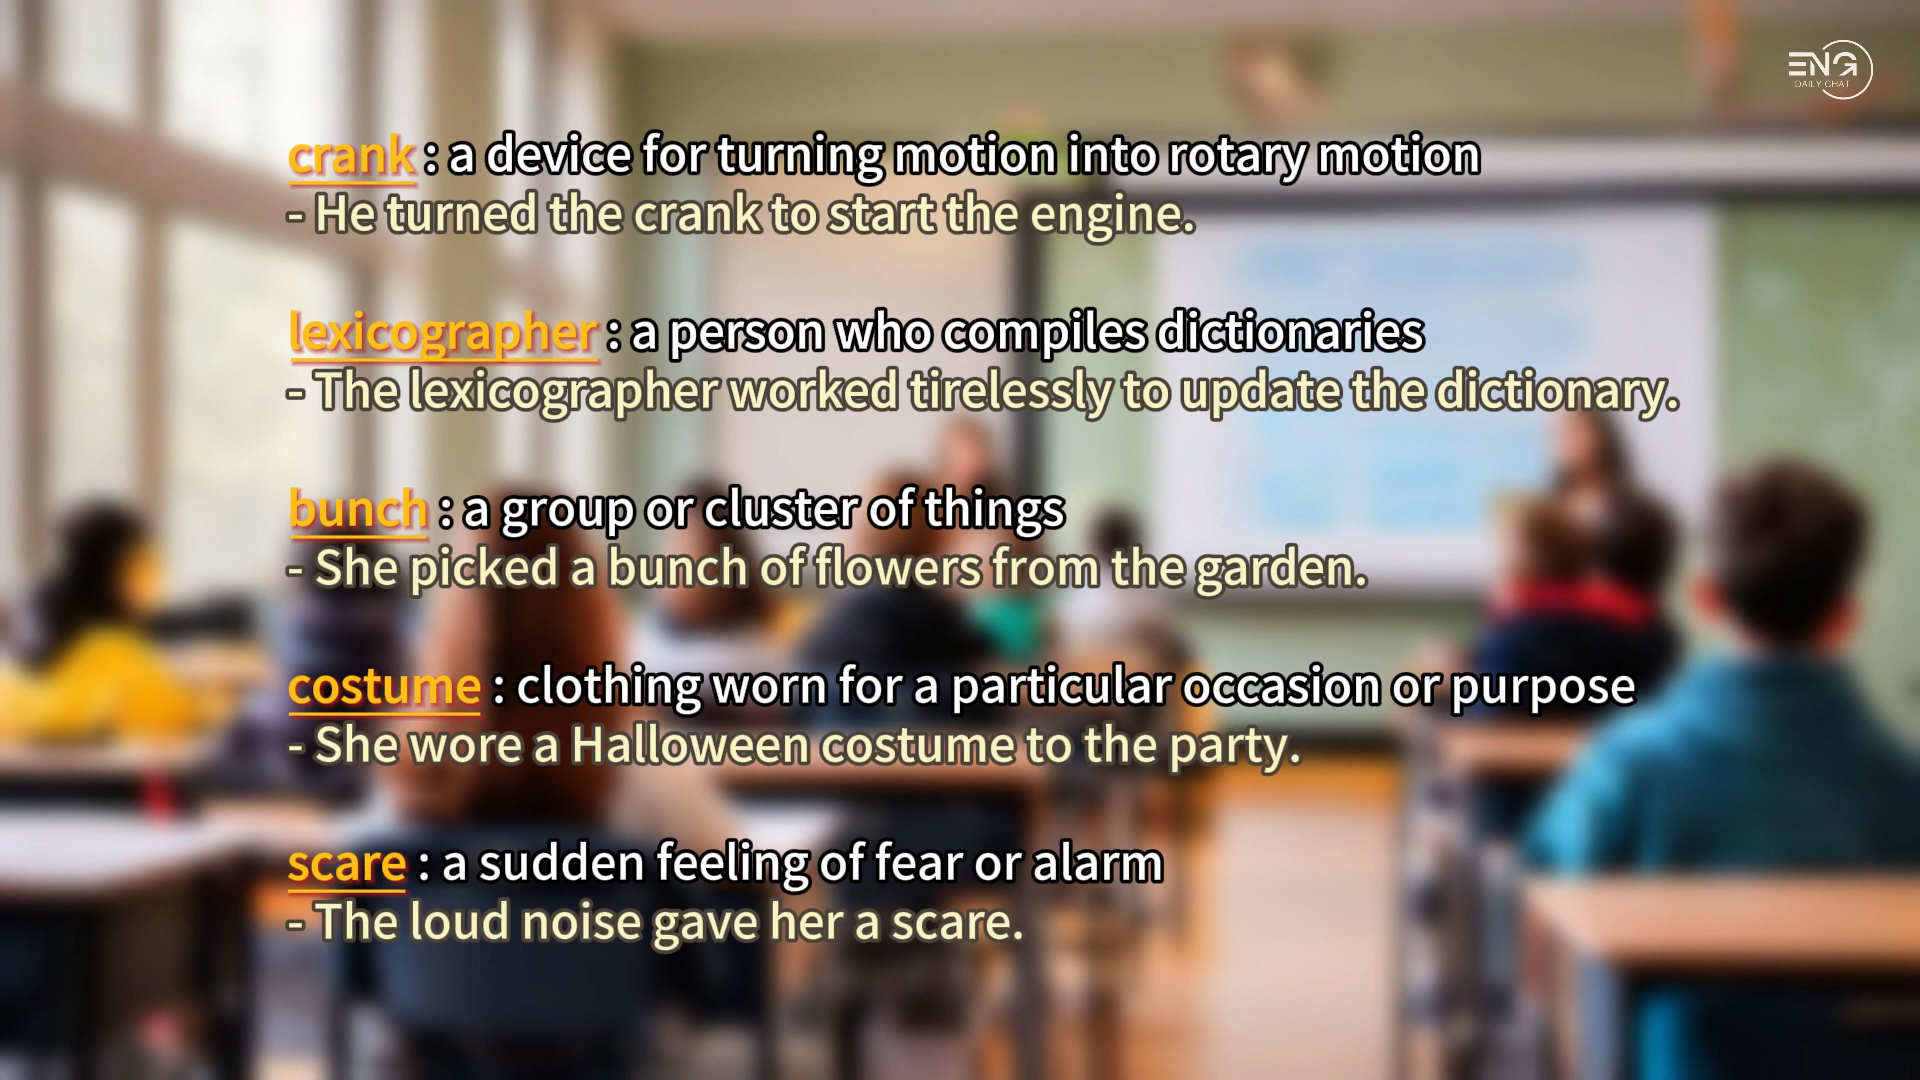 ENG
DAILY CHAT
crank : a device for turning motion into rotary motion
- He turned the crank to start the engine.
lexicographer : a person who compiles dictionaries
- The lexicographer worked tirelessly to update the dictionary.
bunch : a group or cluster of things
- She picked a bunch of flowers from the garden.
costume : clothing worn for a particular occasion or purpose
- She wore a Halloween costume to the party.
scare : a sudden feeling of fear or alarm
- The loud noise gave her a scare.